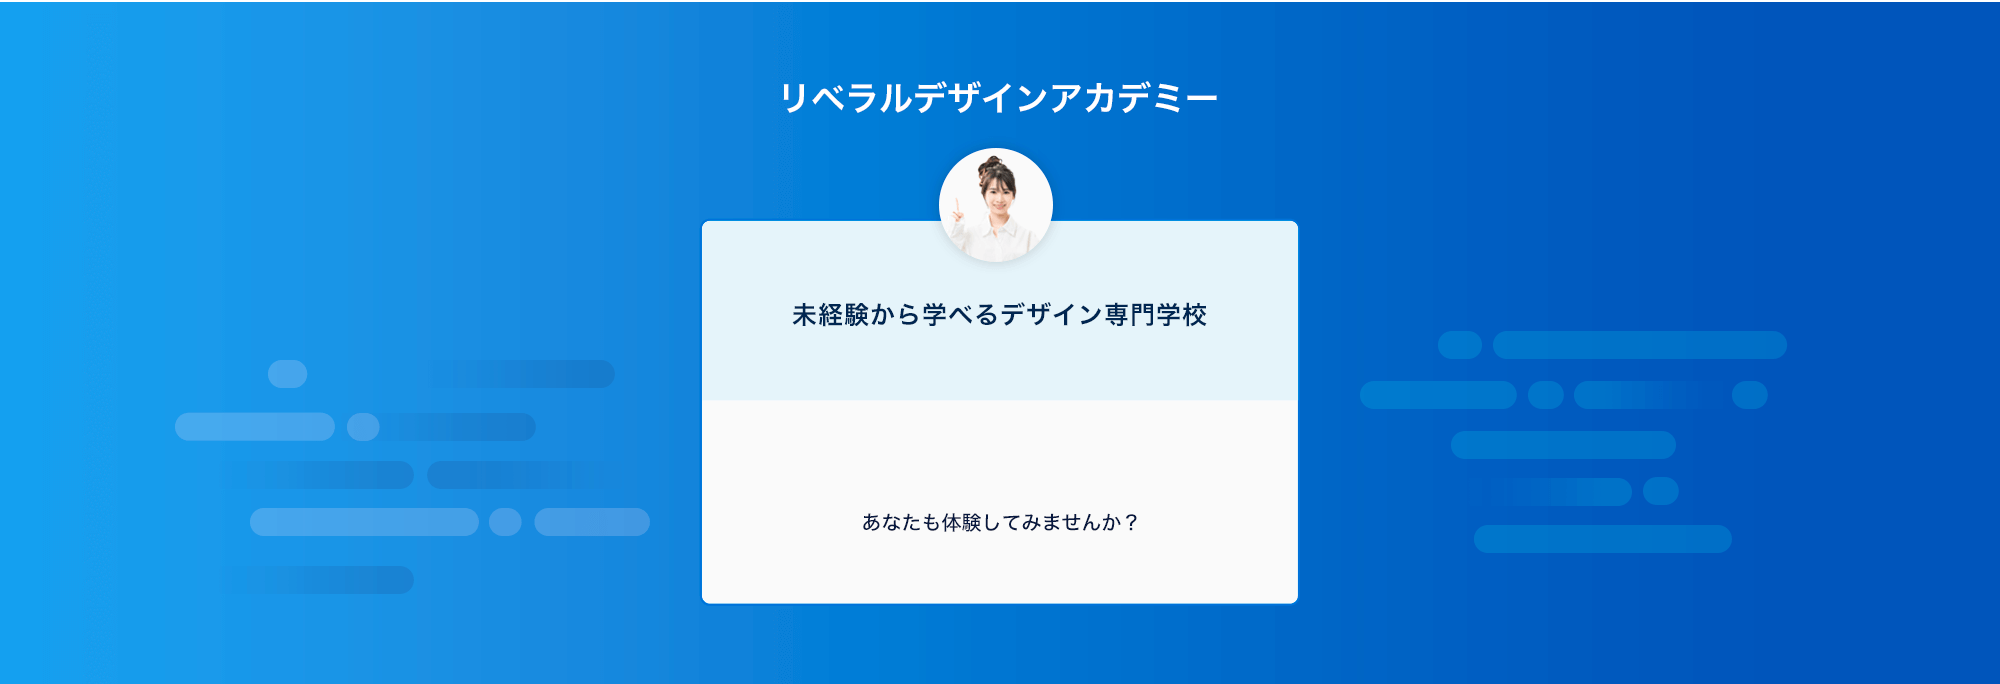 リベラルデザインアカデミー
未経験から学べるデザイン専門学校
あなたも体験してみませんか？